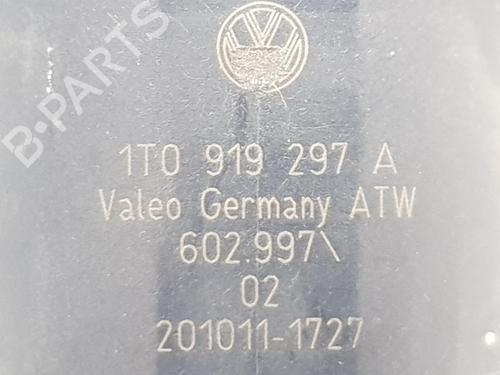 B-PARTS
1T0 919 297 A
Valeo Germany ATW
602.997\
02
201011-1727